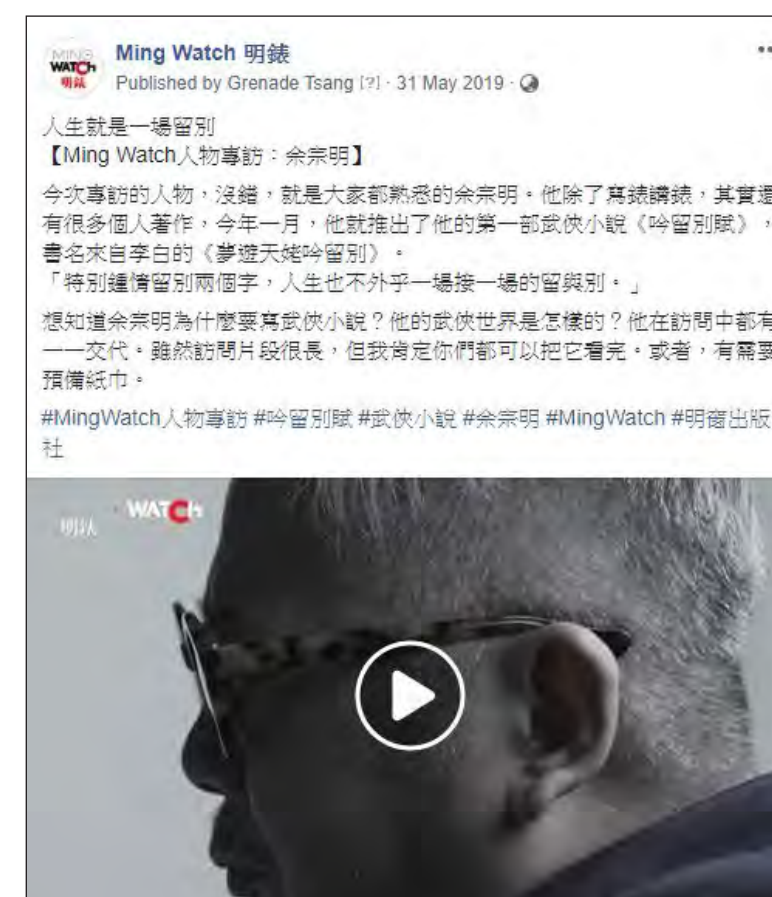 MING
WATCh
明錶
Ming Watch 明錶
Published by Grenade Tsang [?] · 31 May 2019 ·
人生就是一場留別
【Ming Watch人物專訪：余宗明】
今次專訪的人物，沒錯，就是大家都熟悉的余宗明。他除了寫錶講錶，其實還
有很多個人著作，今年一月，他就推出了他的第一部武俠小說《吟留別賦》，
書名來自李白的《夢遊天姥吟留別》。
「特別鍾情留別兩個字，人生也不外乎一場接一場的留與別。」
想知道余宗明為什麼要寫武俠小說？他的武俠世界是怎樣的？他在訪問中都有
一一交代。雖然訪問片段很長，但我肯定你們都可以把它看完。或者，有需要
預備紙巾。
#MingWatch人物專訪 #吟留別賦 #武俠小說 #余宗明 #MingWatch #明窗出版
社
WATCh